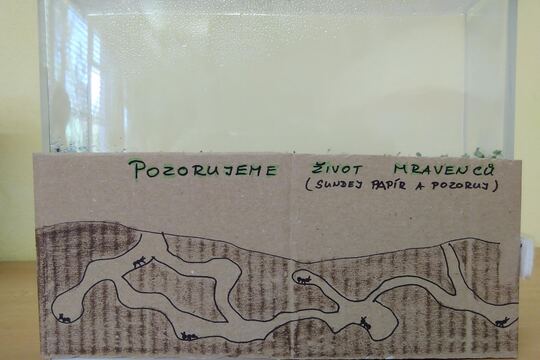 POZORUJEME ŽIVOT MRAVENCŮ
(SUNDEJ PAPÍR A POZORUJ)